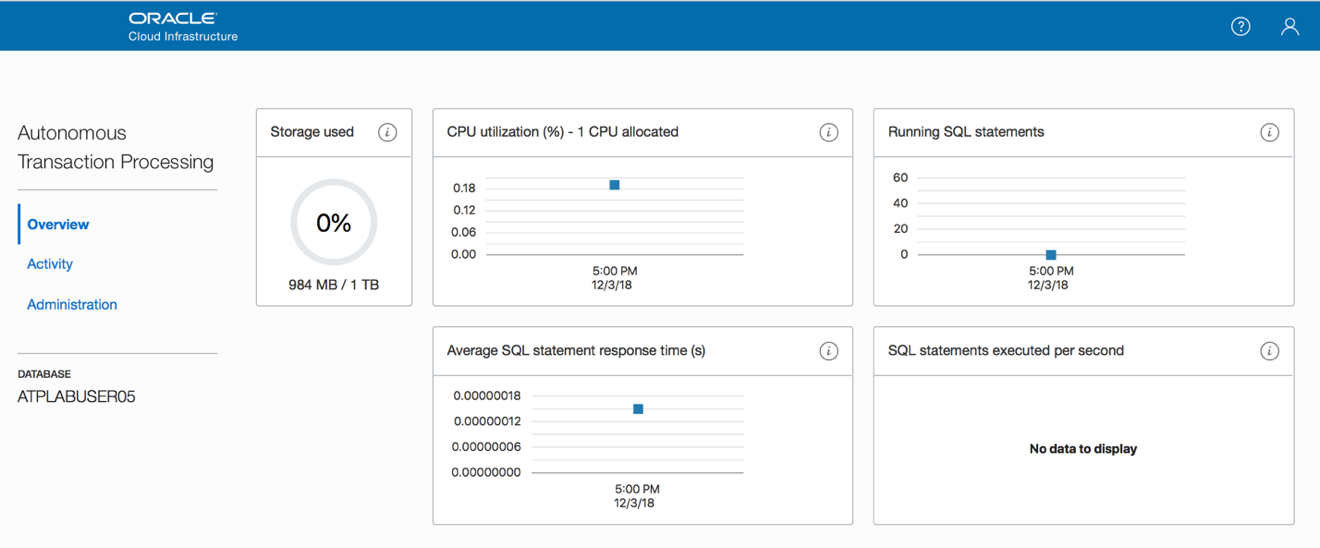 ORACLE
Cloud Infrastructure
?
Autonomous
Transaction Processing
Overview
Activity
Administration
DATABASE
ATPLABUSER05
Storage used
i
0%
984 MB / 1 TB
CPU utilization (%) - 1 CPU allocated
i
0.18
0.12
0.06
0.00
5:00 PM
12/3/18
Running SQL statements
i
60
40
20
0
5:00 PM
12/3/18
Average SQL statement response time (s)
i
0.00000018
0.00000012
0.00000006
0.00000000
5:00 PM
12/3/18
SQL statements executed per second
i
No data to display